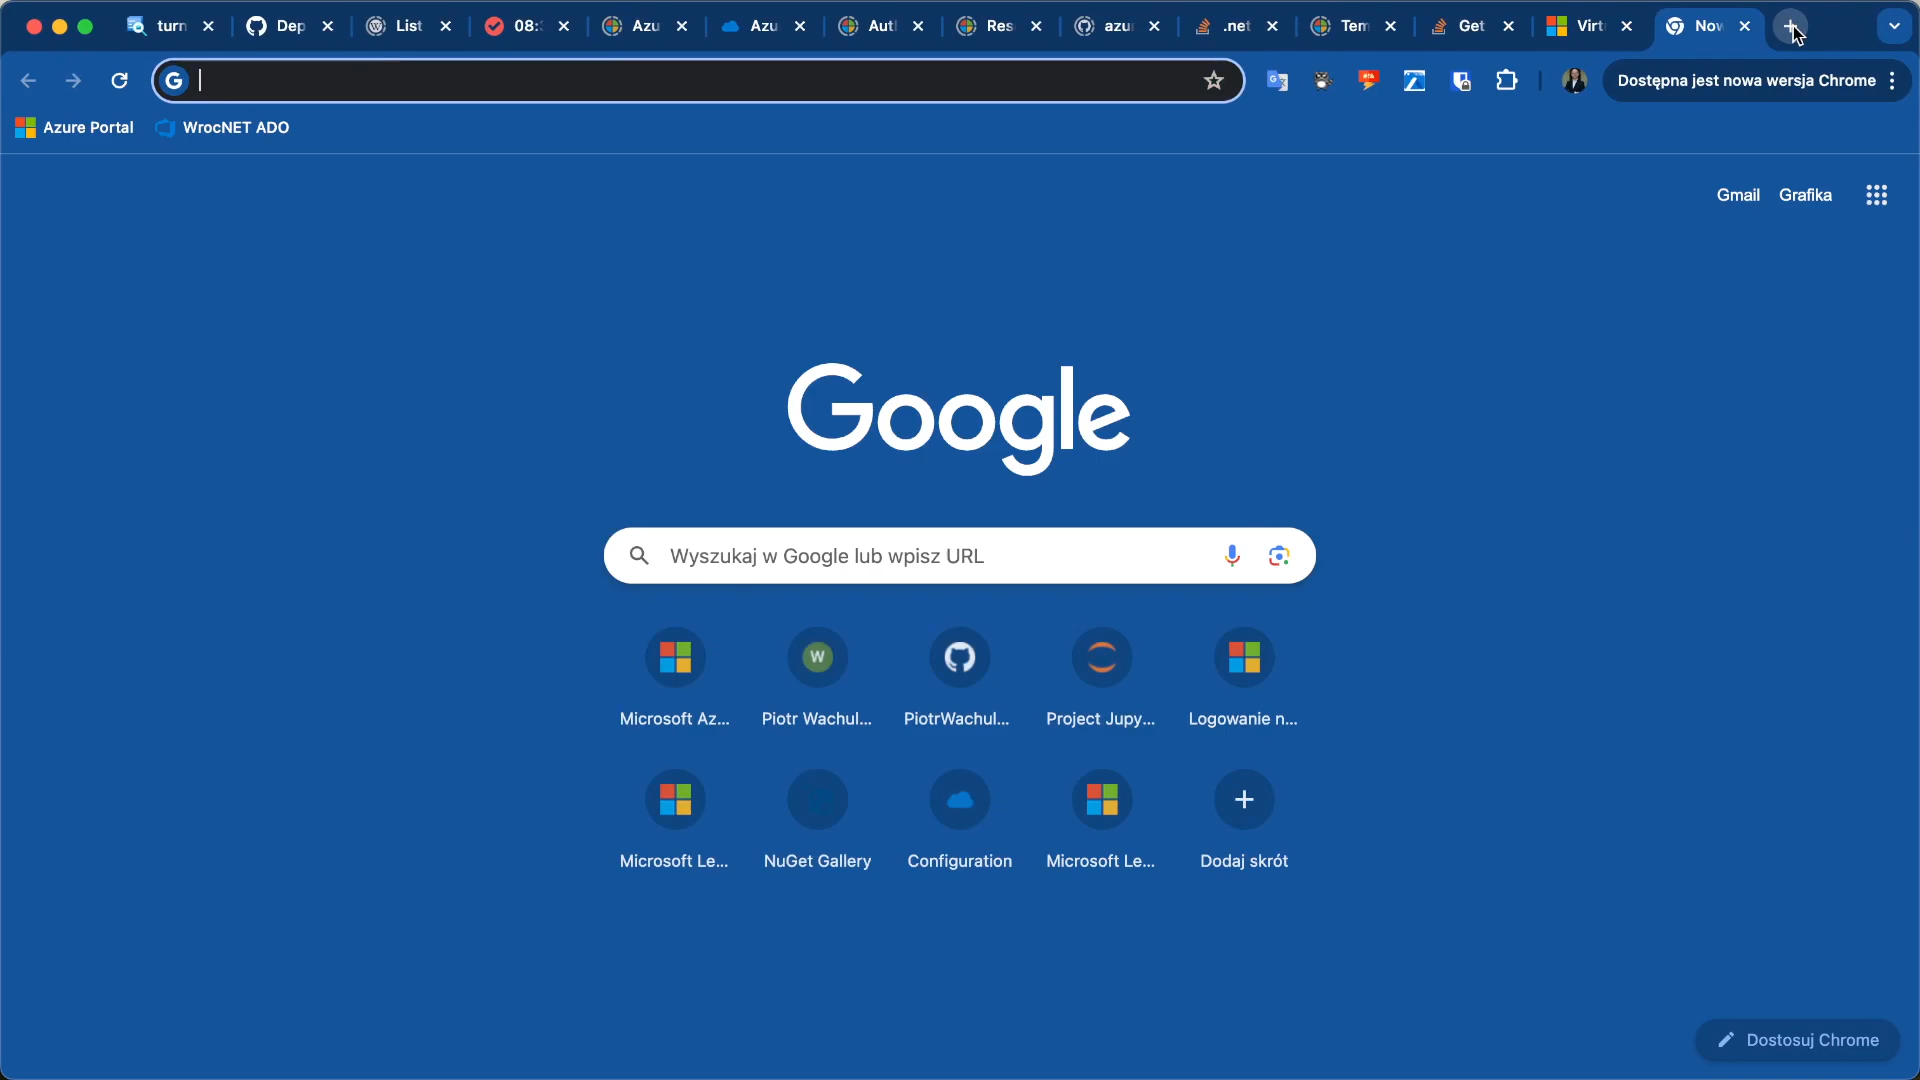 turn
Dep
List
08:
Azu
Azu
Aut
Res
azu
.net
Tem
Get
Virt
Now
Dostępna jest nowa wersja Chrome
Azure Portal
WrocNET ADO
Gmail
Grafika
Google
Wyszukaj w Google lub wpisz URL
Microsoft Az...
W
Piotr Wachul...
PiotrWachul...
Project Jupy...
Logowanie n...
Microsoft Le...
NuGet Gallery
Configuration
Microsoft Le...
Dodaj skrót
Dostosuj Chrome